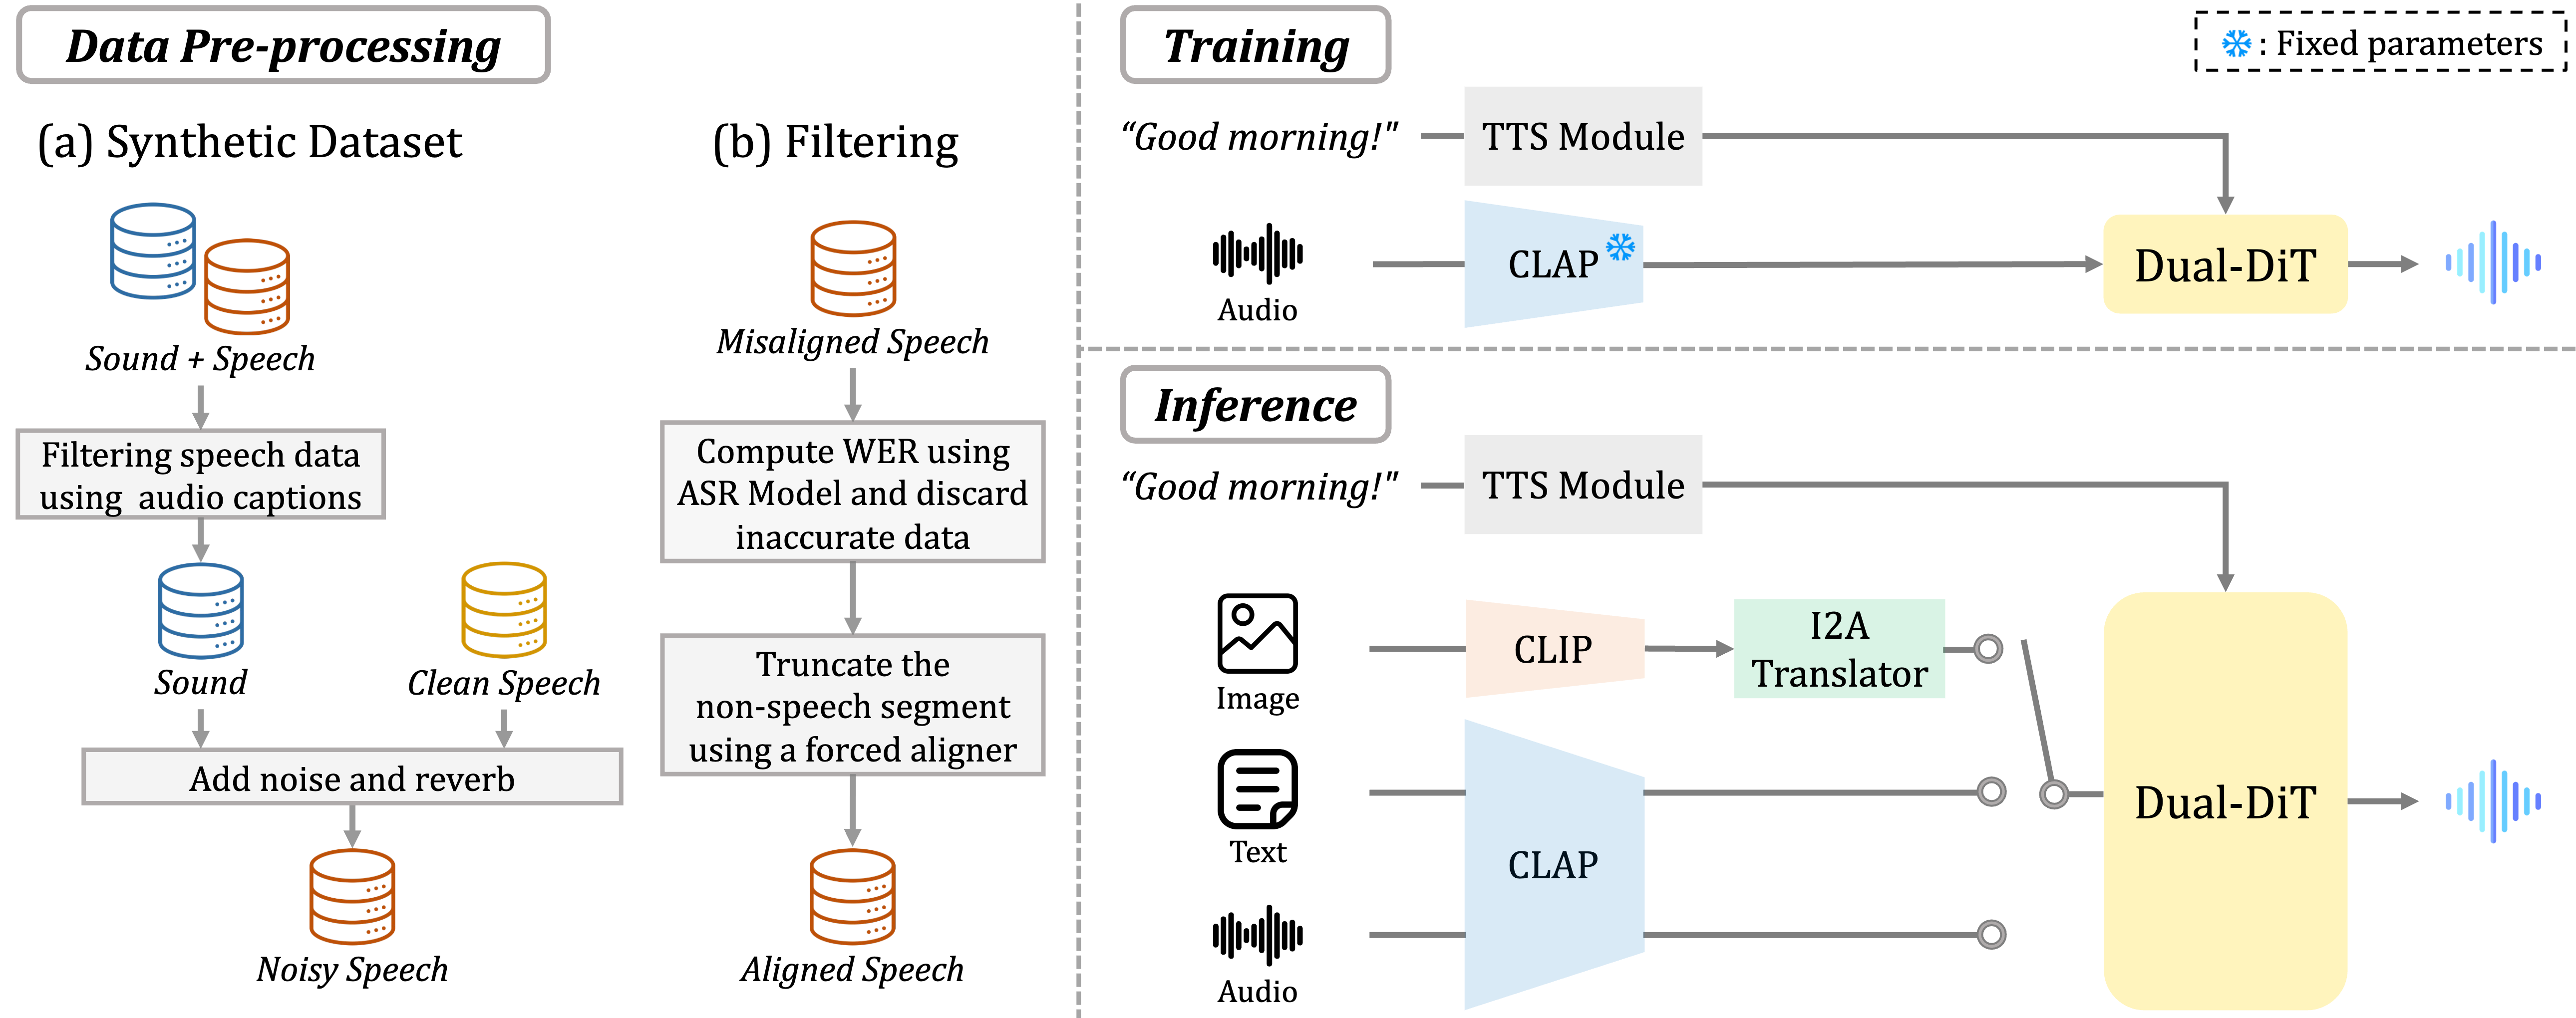 Data Pre-processing
(a) Synthetic Dataset
Sound + Speech
Filtering speech data
using audio captions
Sound
Clean Speech
Add noise and reverb
Noisy Speech
(b) Filtering
Misaligned Speech
Compute WER using
ASR Model and discard
inaccurate data
Truncate the
non-speech segment
using a forced aligner
Aligned Speech
Training
: Fixed parameters
“Good morning!"
TTS Module
Audio
CLAP
Dual-DiT
Inference
“Good morning!"
TTS Module
Image
CLIP
I2A
Translator
Text
CLAP
Audio
Dual-DiT